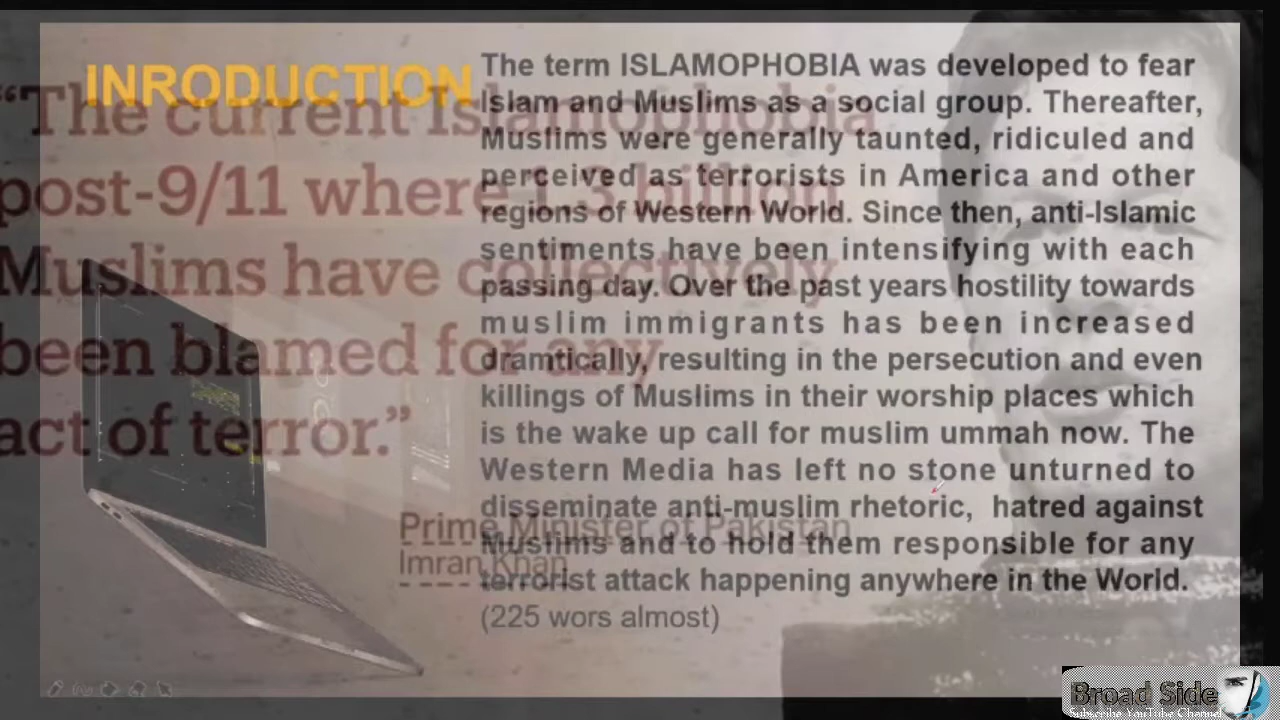 INRODUCTION
The term ISLAMOPHOBIA was developed to fear
Islam and Muslims as a social group. Thereafter,
Muslims were generally taunted, ridiculed and
perceived as terrorists in America and other
regions of Western World. Since then, anti-Islamic
sentiments have been intensifying with each
passing day. Over the past years hostility towards
muslim immigrants has been increased
dramtically, resulting in the persecution and even
killings of Muslims in their worship places which
is the wake up call for muslim ummah now. The
Western Media has left no stone unturned to
disseminate anti-muslim rhetoric, hatred against
Muslims and to hold them responsible for any
terrorist attack happening anywhere in the World.
(225 wors almost)
“The current Islamophobia
post-9/11 where 1.3 billion
Muslims have collectively
been blamed for any
act of terror.”
Prime Minister of Pakistan
Imran Khan
Broad Side
Subscribe YouTube Channel